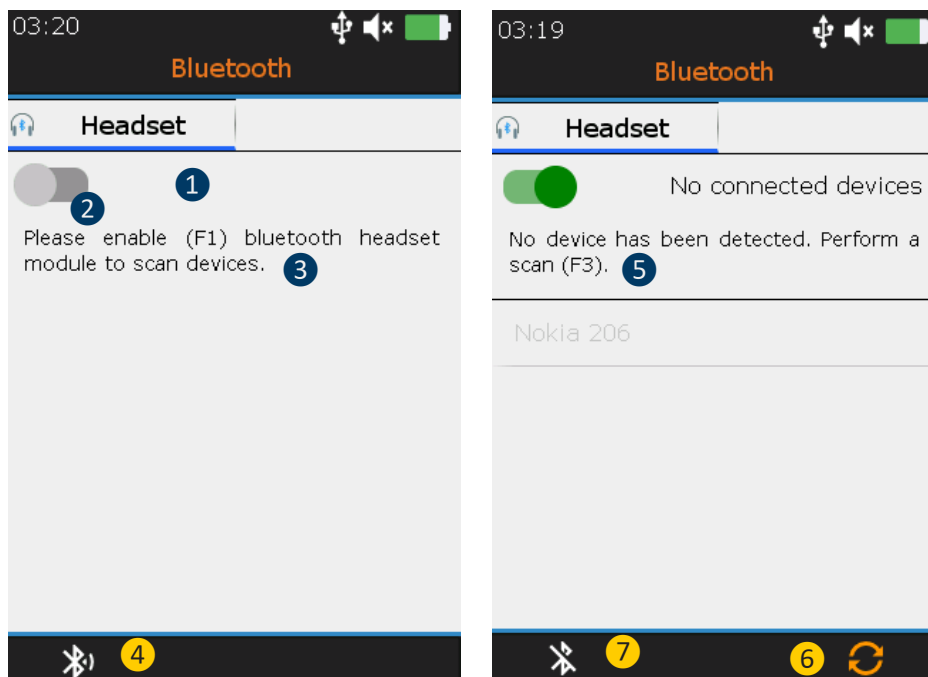 03:20
Bluetooth
Headset
1
2
Please enable (F1) bluetooth headset
module to scan devices. 3
4
03:19
Bluetooth
Headset
No connected devices
No device has been detected. Perform a
scan (F3). 5
Nokia 206
7
6